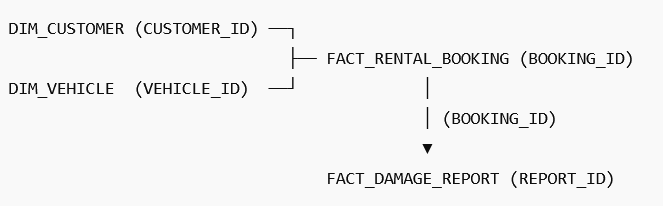 DIM_CUSTOMER (CUSTOMER_ID)
FACT_RENTAL_BOOKING (BOOKING_ID)
DIM_VEHICLE (VEHICLE_ID)
(BOOKING_ID)
FACT_DAMAGE_REPORT (REPORT_ID)